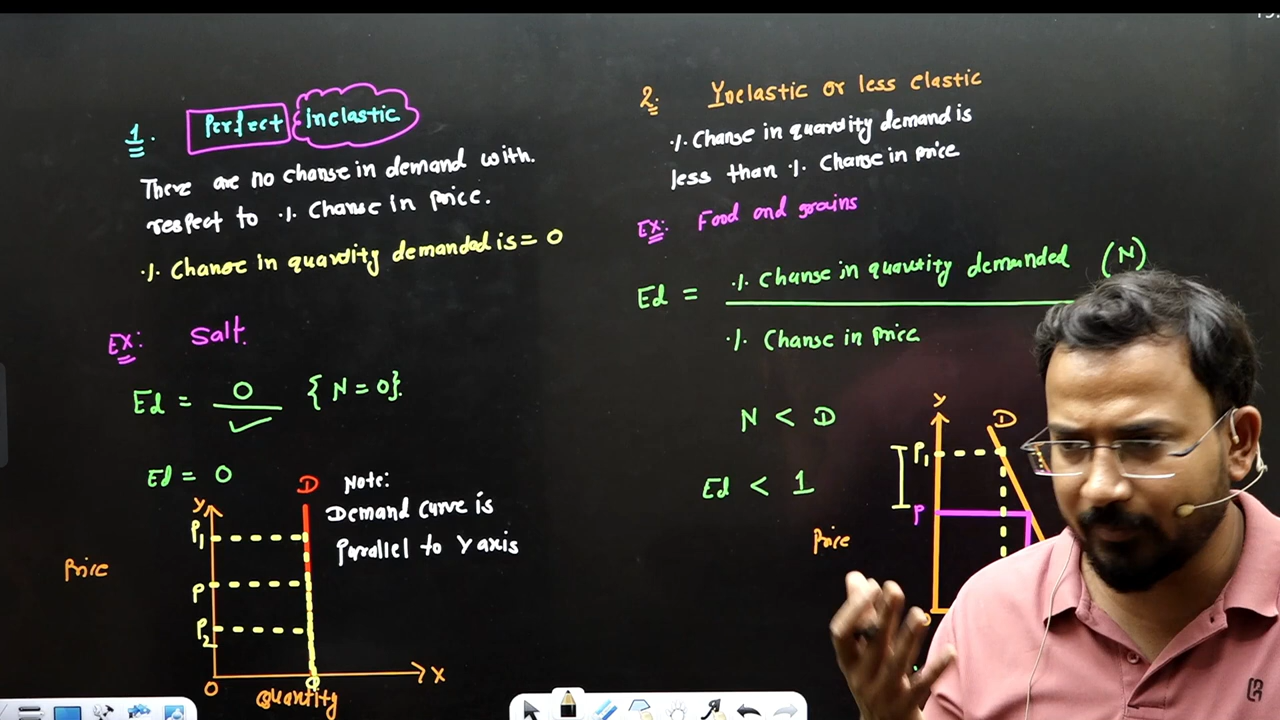 1. Perfect inelastic
There are no change in demand with.
respect to % Change in price.
% Change in quantity demanded is = 0
EX: Salt.
Ed = 0 {N = 0}.
Ed = 0
Note:
Demand curve is
Parallel to Y axis
Price
Y
D
P1
P
P2
O
Q
X
Quantity
2. Inelastic or less elastic
% Change in quantity demand is
less than % Change in price
EX: Food and grains
Ed = % Change in quantity demanded (N)
% Change in price
N < D
Ed < 1
Price
Y
D
P1
P